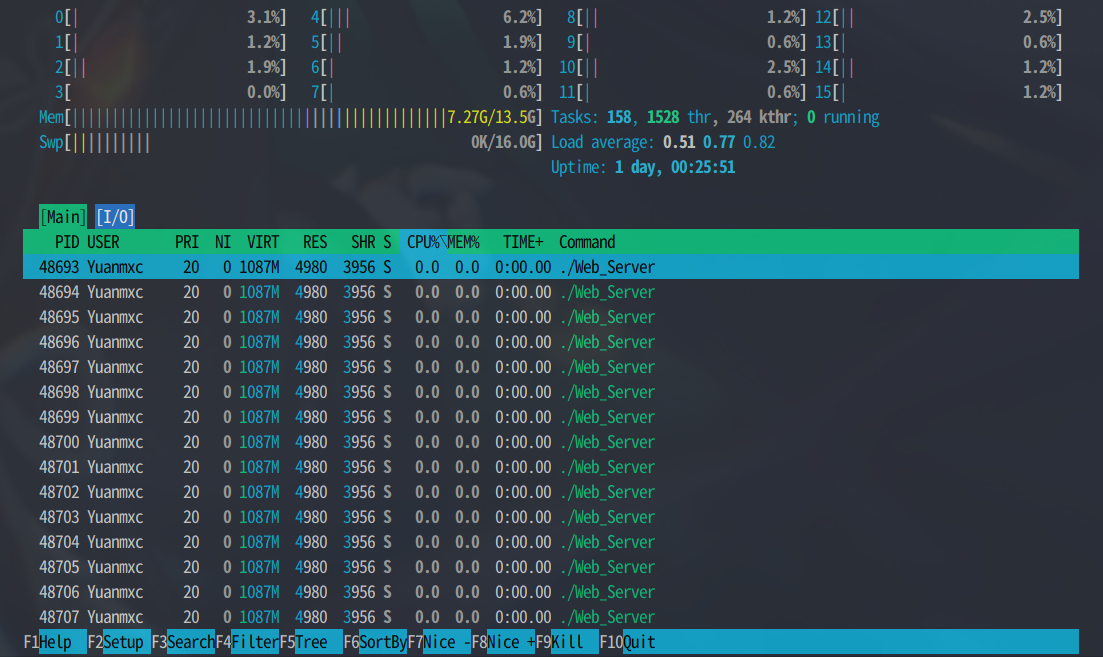 0[| 3.1%] 4[||| 6.2%] 8[|| 1.2%] 12[|| 2.5%]
1[| 1.2%] 5[|| 1.9%] 9[| 0.6%] 13[| 0.6%]
2[|| 1.9%] 6[| 1.2%] 10[|| 2.5%] 14[|| 1.2%]
3[ 0.0%] 7[| 0.6%] 11[| 0.6%] 15[| 1.2%]
Mem[||||||||||||||||||||||||||||||||||||||||||||||7.27G/13.5G] Tasks: 158, 1528 thr, 264 kthr; 0 running
Swp[|||||||||| 0K/16.0G] Load average: 0.51 0.77 0.82
Uptime: 1 day, 00:25:51
[Main] [I/O]
PID USER PRI NI VIRT RES SHR S CPU%▽MEM% TIME+ Command
48693 Yuanmxc 20 0 1087M 4980 3956 S 0.0 0.0 0:00.00 ./Web_Server
48694 Yuanmxc 20 0 1087M 4980 3956 S 0.0 0.0 0:00.00 ./Web_Server
48695 Yuanmxc 20 0 1087M 4980 3956 S 0.0 0.0 0:00.00 ./Web_Server
48696 Yuanmxc 20 0 1087M 4980 3956 S 0.0 0.0 0:00.00 ./Web_Server
48697 Yuanmxc 20 0 1087M 4980 3956 S 0.0 0.0 0:00.00 ./Web_Server
48698 Yuanmxc 20 0 1087M 4980 3956 S 0.0 0.0 0:00.00 ./Web_Server
48699 Yuanmxc 20 0 1087M 4980 3956 S 0.0 0.0 0:00.00 ./Web_Server
48700 Yuanmxc 20 0 1087M 4980 3956 S 0.0 0.0 0:00.00 ./Web_Server
48701 Yuanmxc 20 0 1087M 4980 3956 S 0.0 0.0 0:00.00 ./Web_Server
48702 Yuanmxc 20 0 1087M 4980 3956 S 0.0 0.0 0:00.00 ./Web_Server
48703 Yuanmxc 20 0 1087M 4980 3956 S 0.0 0.0 0:00.00 ./Web_Server
48704 Yuanmxc 20 0 1087M 4980 3956 S 0.0 0.0 0:00.00 ./Web_Server
48705 Yuanmxc 20 0 1087M 4980 3956 S 0.0 0.0 0:00.00 ./Web_Server
48706 Yuanmxc 20 0 1087M 4980 3956 S 0.0 0.0 0:00.00 ./Web_Server
48707 Yuanmxc 20 0 1087M 4980 3956 S 0.0 0.0 0:00.00 ./Web_Server
F1Help F2Setup F3SearchF4FilterF5Tree F6SortByF7Nice -F8Nice +F9Kill F10Quit